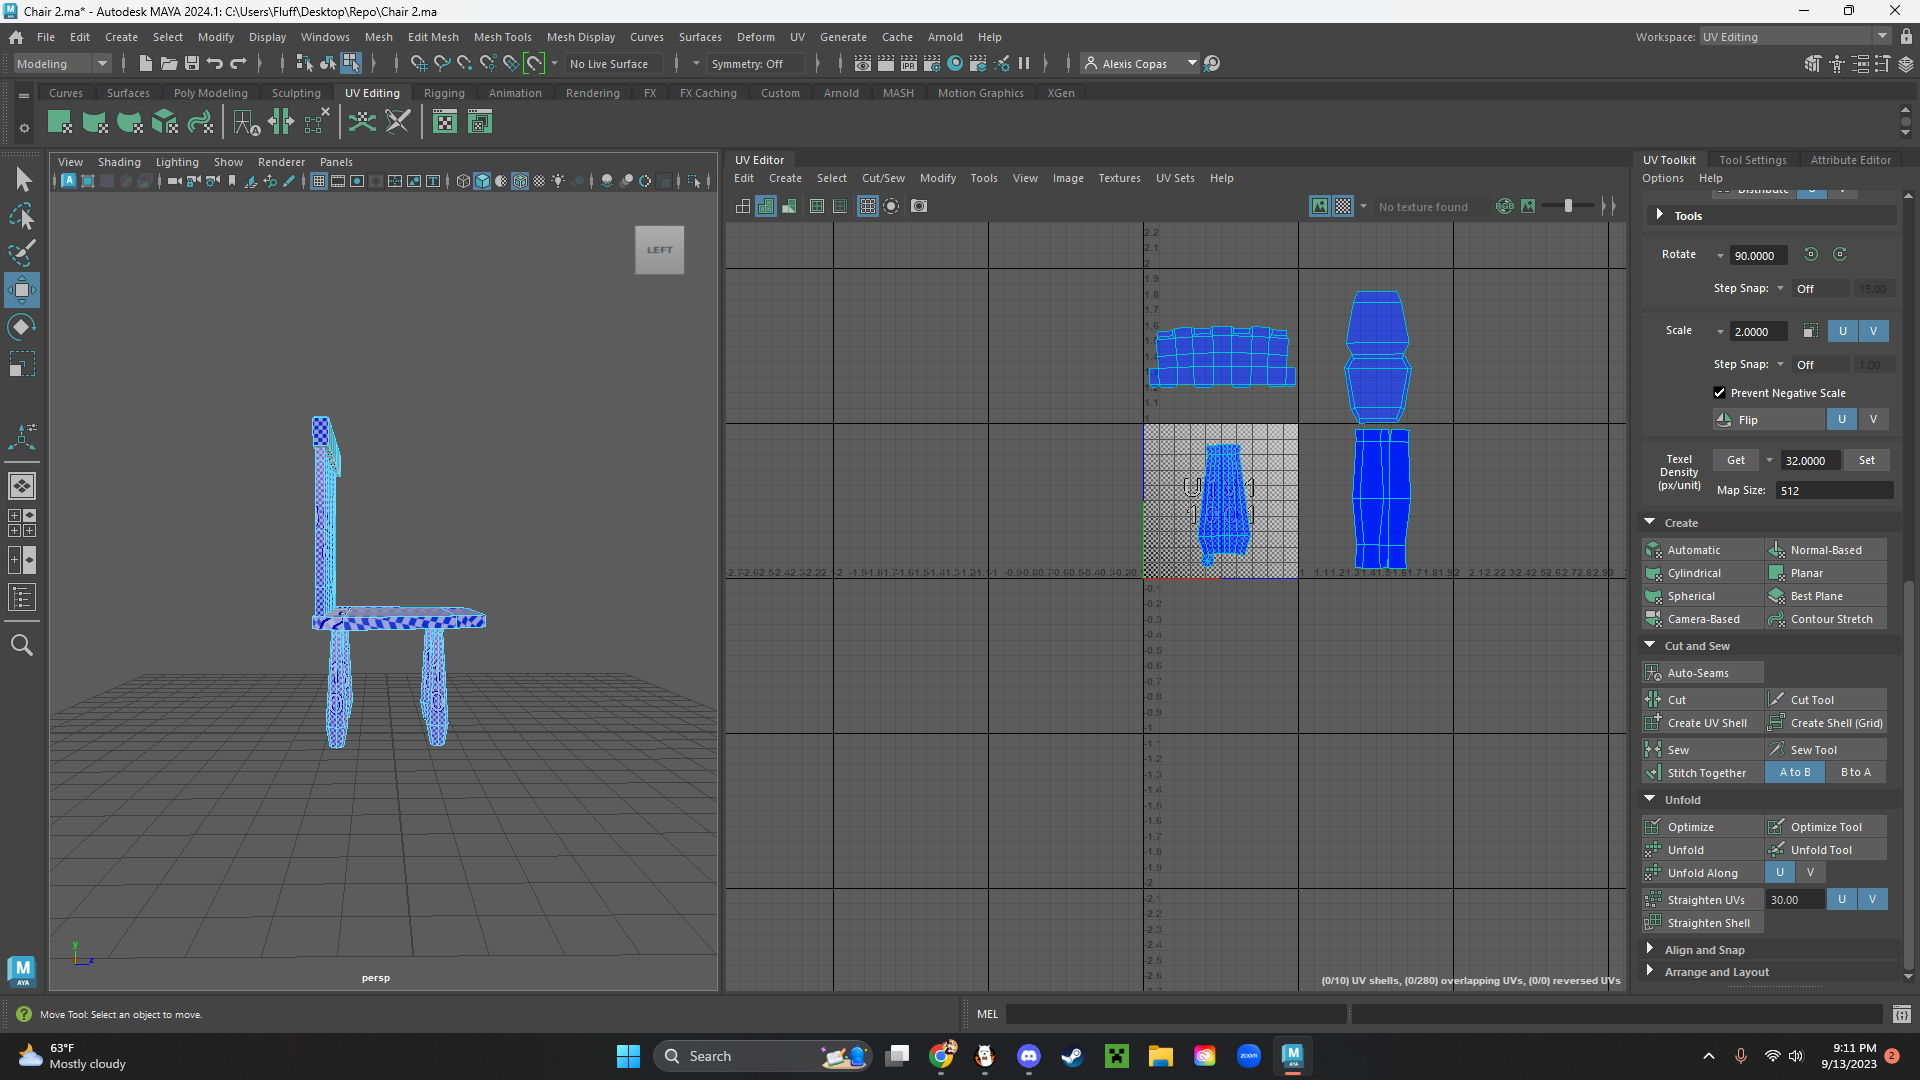 Chair 2.ma* - Autodesk MAYA 2024.1: C:\Users\Fluff\Desktop\Repo\Chair 2.ma
File Edit Create Select Modify Display Windows Mesh Edit Mesh Mesh Tools Mesh Display Curves Surfaces Deform UV Generate Cache Arnold Help
Workspace: UV Editing
Modeling
No Live Surface
Symmetry: Off
Alexis Copas
Curves Surfaces Poly Modeling Sculpting UV Editing Rigging Animation Rendering FX FX Caching Custom Arnold MASH Motion Graphics XGen
View Shading Lighting Show Renderer Panels
LEFT
persp
UV Editor
Edit Create Select Cut/Sew Modify Tools View Image Textures UV Sets Help
No texture found
(0/10) UV shells, (0/280) overlapping UVs, (0/0) reversed UVs
UV Toolkit Tool Settings Attribute Editor
Options Help
Tools
Rotate 90.0000
Step Snap: Off 15.00
Scale 2.0000 U V
Step Snap: Off 1.00
Prevent Negative Scale
Flip U V
Texel Density (px/unit) Get 32.0000 Set
Map Size: 512
Create
Automatic Normal-Based
Cylindrical Planar
Spherical Best Plane
Camera-Based Contour Stretch
Cut and Sew
Auto-Seams
Cut Cut Tool
Create UV Shell Create Shell (Grid)
Sew Sew Tool
Stitch Together A to B B to A
Unfold
Optimize Optimize Tool
Unfold Unfold Tool
Unfold Along U V
Straighten UVs 30.00 U V
Straighten Shell
Align and Snap
Arrange and Layout
Move Tool: Select an object to move.
MEL
63°F
Mostly cloudy
Search
zoom
9:11 PM
9/13/2023
2